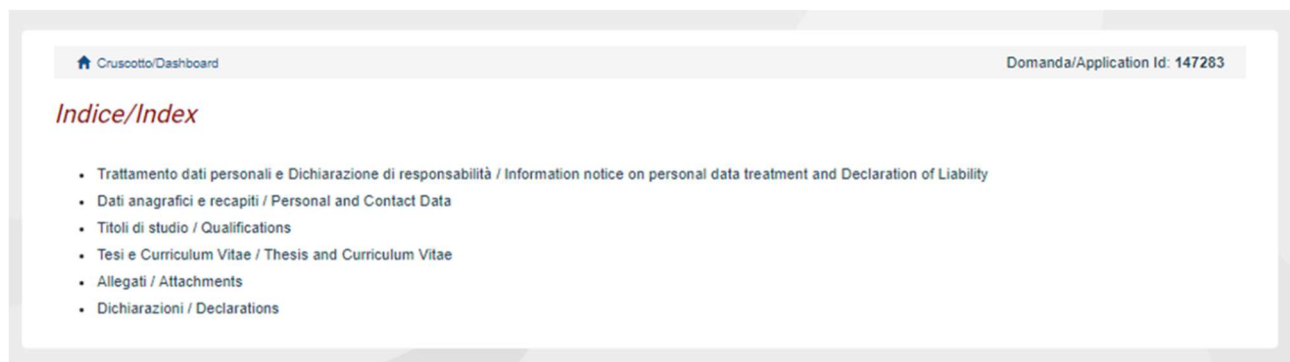 Cruscotto/Dashboard
Domanda/Application Id: 147283
Indice/Index
Trattamento dati personali e Dichiarazione di responsabilità / Information notice on personal data treatment and Declaration of Liability
Dati anagrafici e recapiti / Personal and Contact Data
Titoli di studio / Qualifications
Tesi e Curriculum Vitae / Thesis and Curriculum Vitae
Allegati / Attachments
Dichiarazioni / Declarations